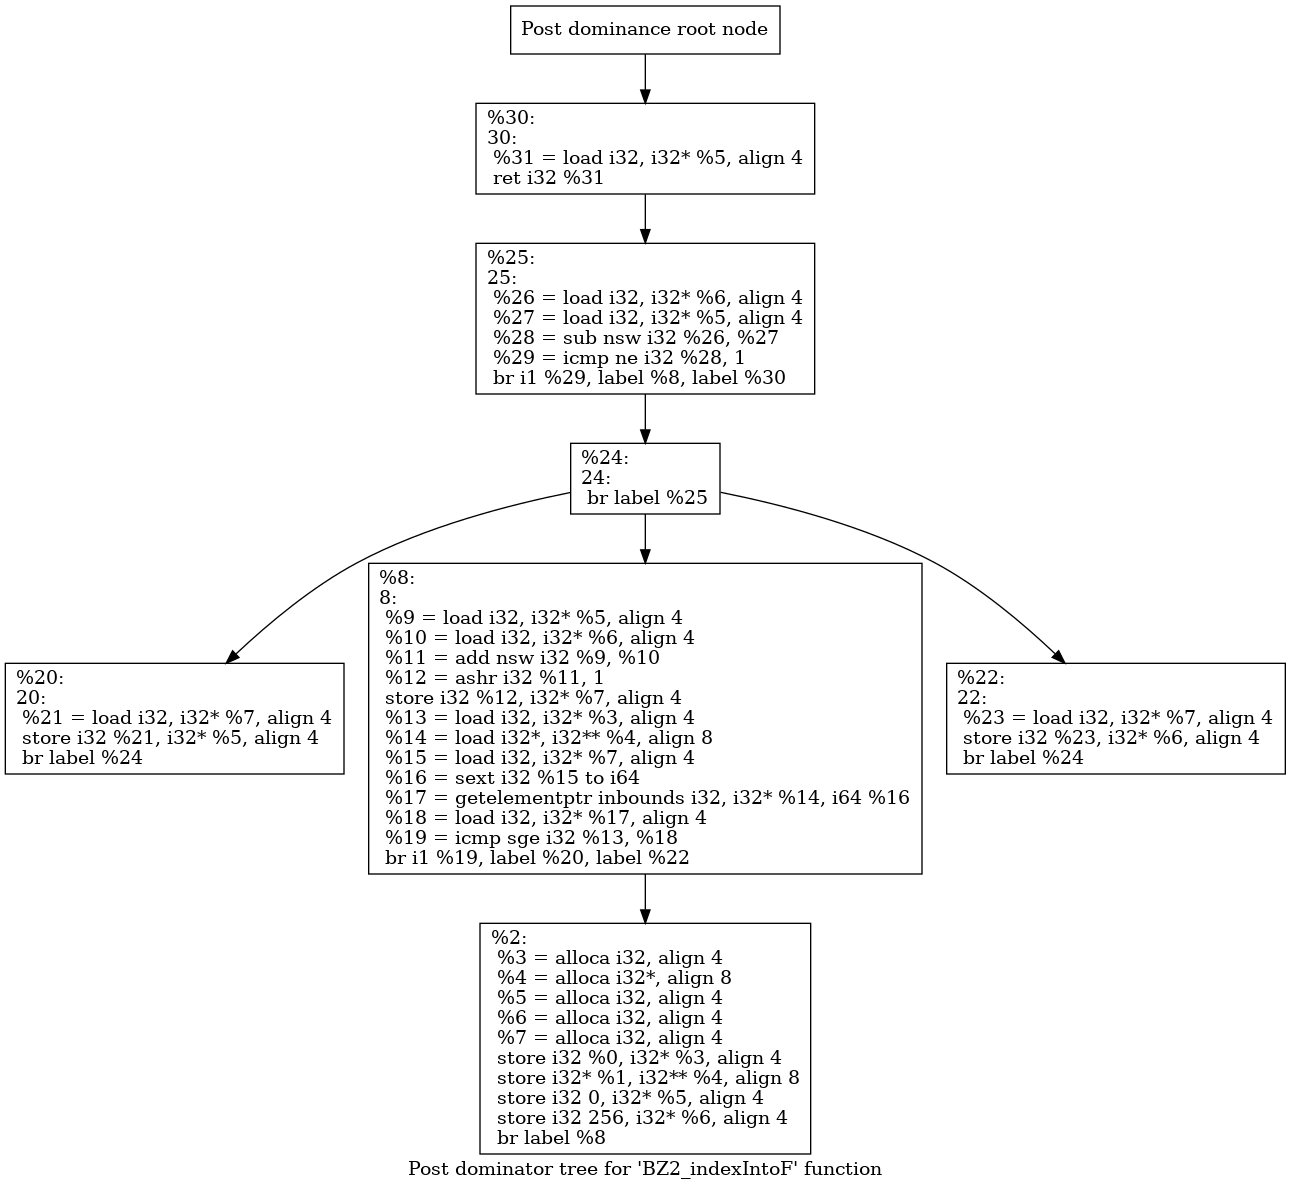 Post dominance root node
%30:
30:
%31 = load i32, i32* %5, align 4
ret i32 %31
%25:
25:
%26 = load i32, i32* %6, align 4
%27 = load i32, i32* %5, align 4
%28 = sub nsw i32 %26, %27
%29 = icmp ne i32 %28, 1
br i1 %29, label %8, label %30
%24:
24:
br label %25
%20:
20:
%21 = load i32, i32* %7, align 4
store i32 %21, i32* %5, align 4
br label %24
%8:
8:
%9 = load i32, i32* %5, align 4
%10 = load i32, i32* %6, align 4
%11 = add nsw i32 %9, %10
%12 = ashr i32 %11, 1
store i32 %12, i32* %7, align 4
%13 = load i32, i32* %3, align 4
%14 = load i32*, i32** %4, align 8
%15 = load i32, i32* %7, align 4
%16 = sext i32 %15 to i64
%17 = getelementptr inbounds i32, i32* %14, i64 %16
%18 = load i32, i32* %17, align 4
%19 = icmp sge i32 %13, %18
br i1 %19, label %20, label %22
%22:
22:
%23 = load i32, i32* %7, align 4
store i32 %23, i32* %6, align 4
br label %24
%2:
%3 = alloca i32, align 4
%4 = alloca i32*, align 8
%5 = alloca i32, align 4
%6 = alloca i32, align 4
%7 = alloca i32, align 4
store i32 %0, i32* %3, align 4
store i32* %1, i32** %4, align 8
store i32 0, i32* %5, align 4
store i32 256, i32* %6, align 4
br label %8
Post dominator tree for 'BZ2_indexIntoF' function